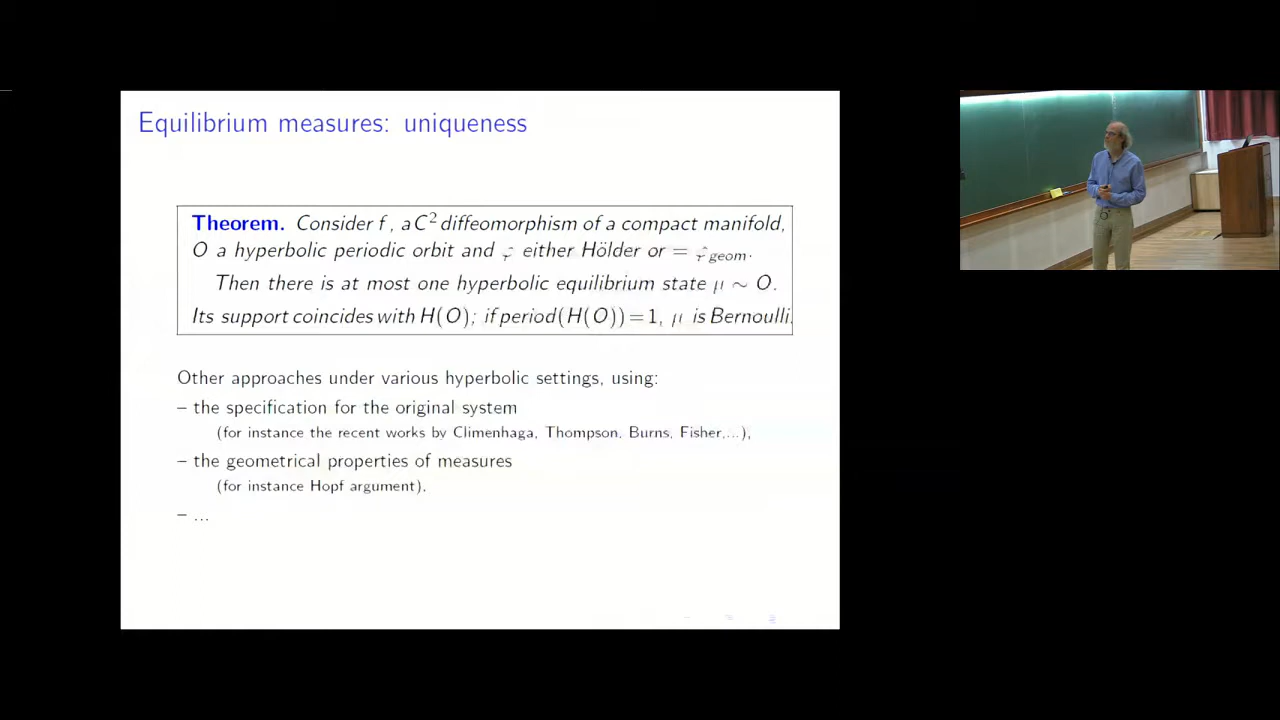 Equilibrium measures: uniqueness
Theorem. Consider f, a C² diffeomorphism of a compact manifold,
O a hyperbolic periodic orbit and φ either Hölder or = φ_geom.
Then there is at most one hyperbolic equilibrium state μ ~ O.
Its support coincides with H(O); if period(H(O))=1, μ is Bernoulli.
Other approaches under various hyperbolic settings, using:
– the specification for the original system
(for instance the recent works by Climenhaga, Thompson, Burns, Fisher,...),
– the geometrical properties of measures
(for instance Hopf argument),
– ...